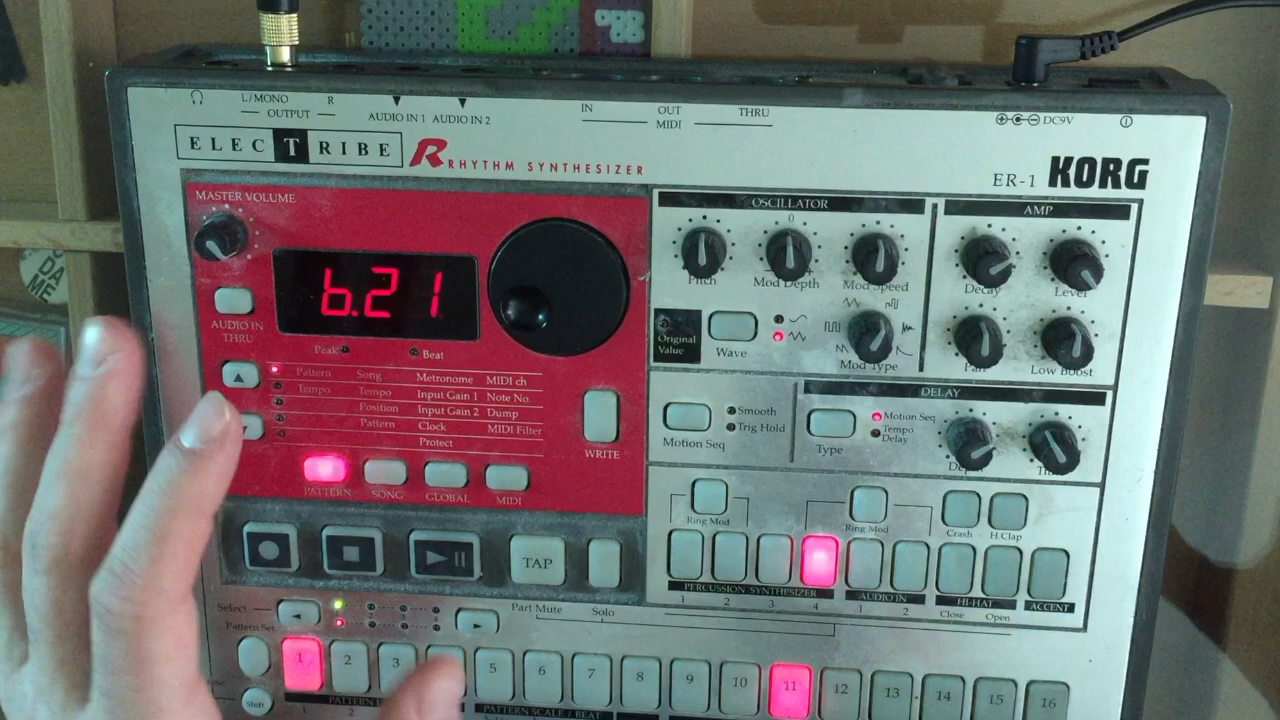 L/MONO R
OUTPUT
AUDIO IN 1 AUDIO IN 2
IN OUT THRU
MIDI
DC9V
ELECTRIBE R RHYTHM SYNTHESIZER
ER-1 KORG
MASTER VOLUME
b.21
AUDIO IN
THRU
Peak Beat
Pattern Song Metronome MIDI ch
Tempo Tempo Input Gain 1 Note No.
Position Input Gain 2 Dump
Pattern Clock MIDI Filter
Protect
WRITE
PATTERN SONG GLOBAL MIDI
OSCILLATOR
0
Pitch Mod Depth Mod Speed
Original
Value
Wave
Mod Type
AMP
Decay Level
Pan Low Boost
Motion Seq
Smooth
Trig Hold
DELAY
Type
Motion Seq
Tempo
Delay
Ring Mod Ring Mod Crash H.Clap
PERCUSSION SYNTHESIZER AUDIO IN HI-HAT ACCENT
1 2 3 4 1 2 Close Open
TAP
Select
Part Mute Solo
Pattern Set
1 2 3 5 6 7 8 9 10 11 12 13 14 15 16
Shift
1 2
PATTERN SCALE / BEAT
DA
ME